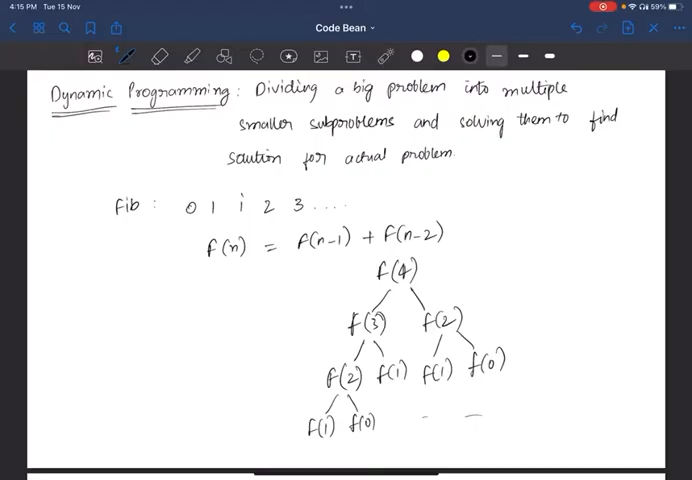 4:15 PM Tue 15 Nov
59%
Code Bean
Dynamic Programming : Dividing a big problem into multiple
smaller subproblems and solving them to find
soution for actual problem.
Fib : 0 1 1 2 3 ....
f(n) = f(n-1) + f(n-2)
f(4)
f(3) f(2)
f(2) f(1) f(1) f(0)
f(1) f(0)